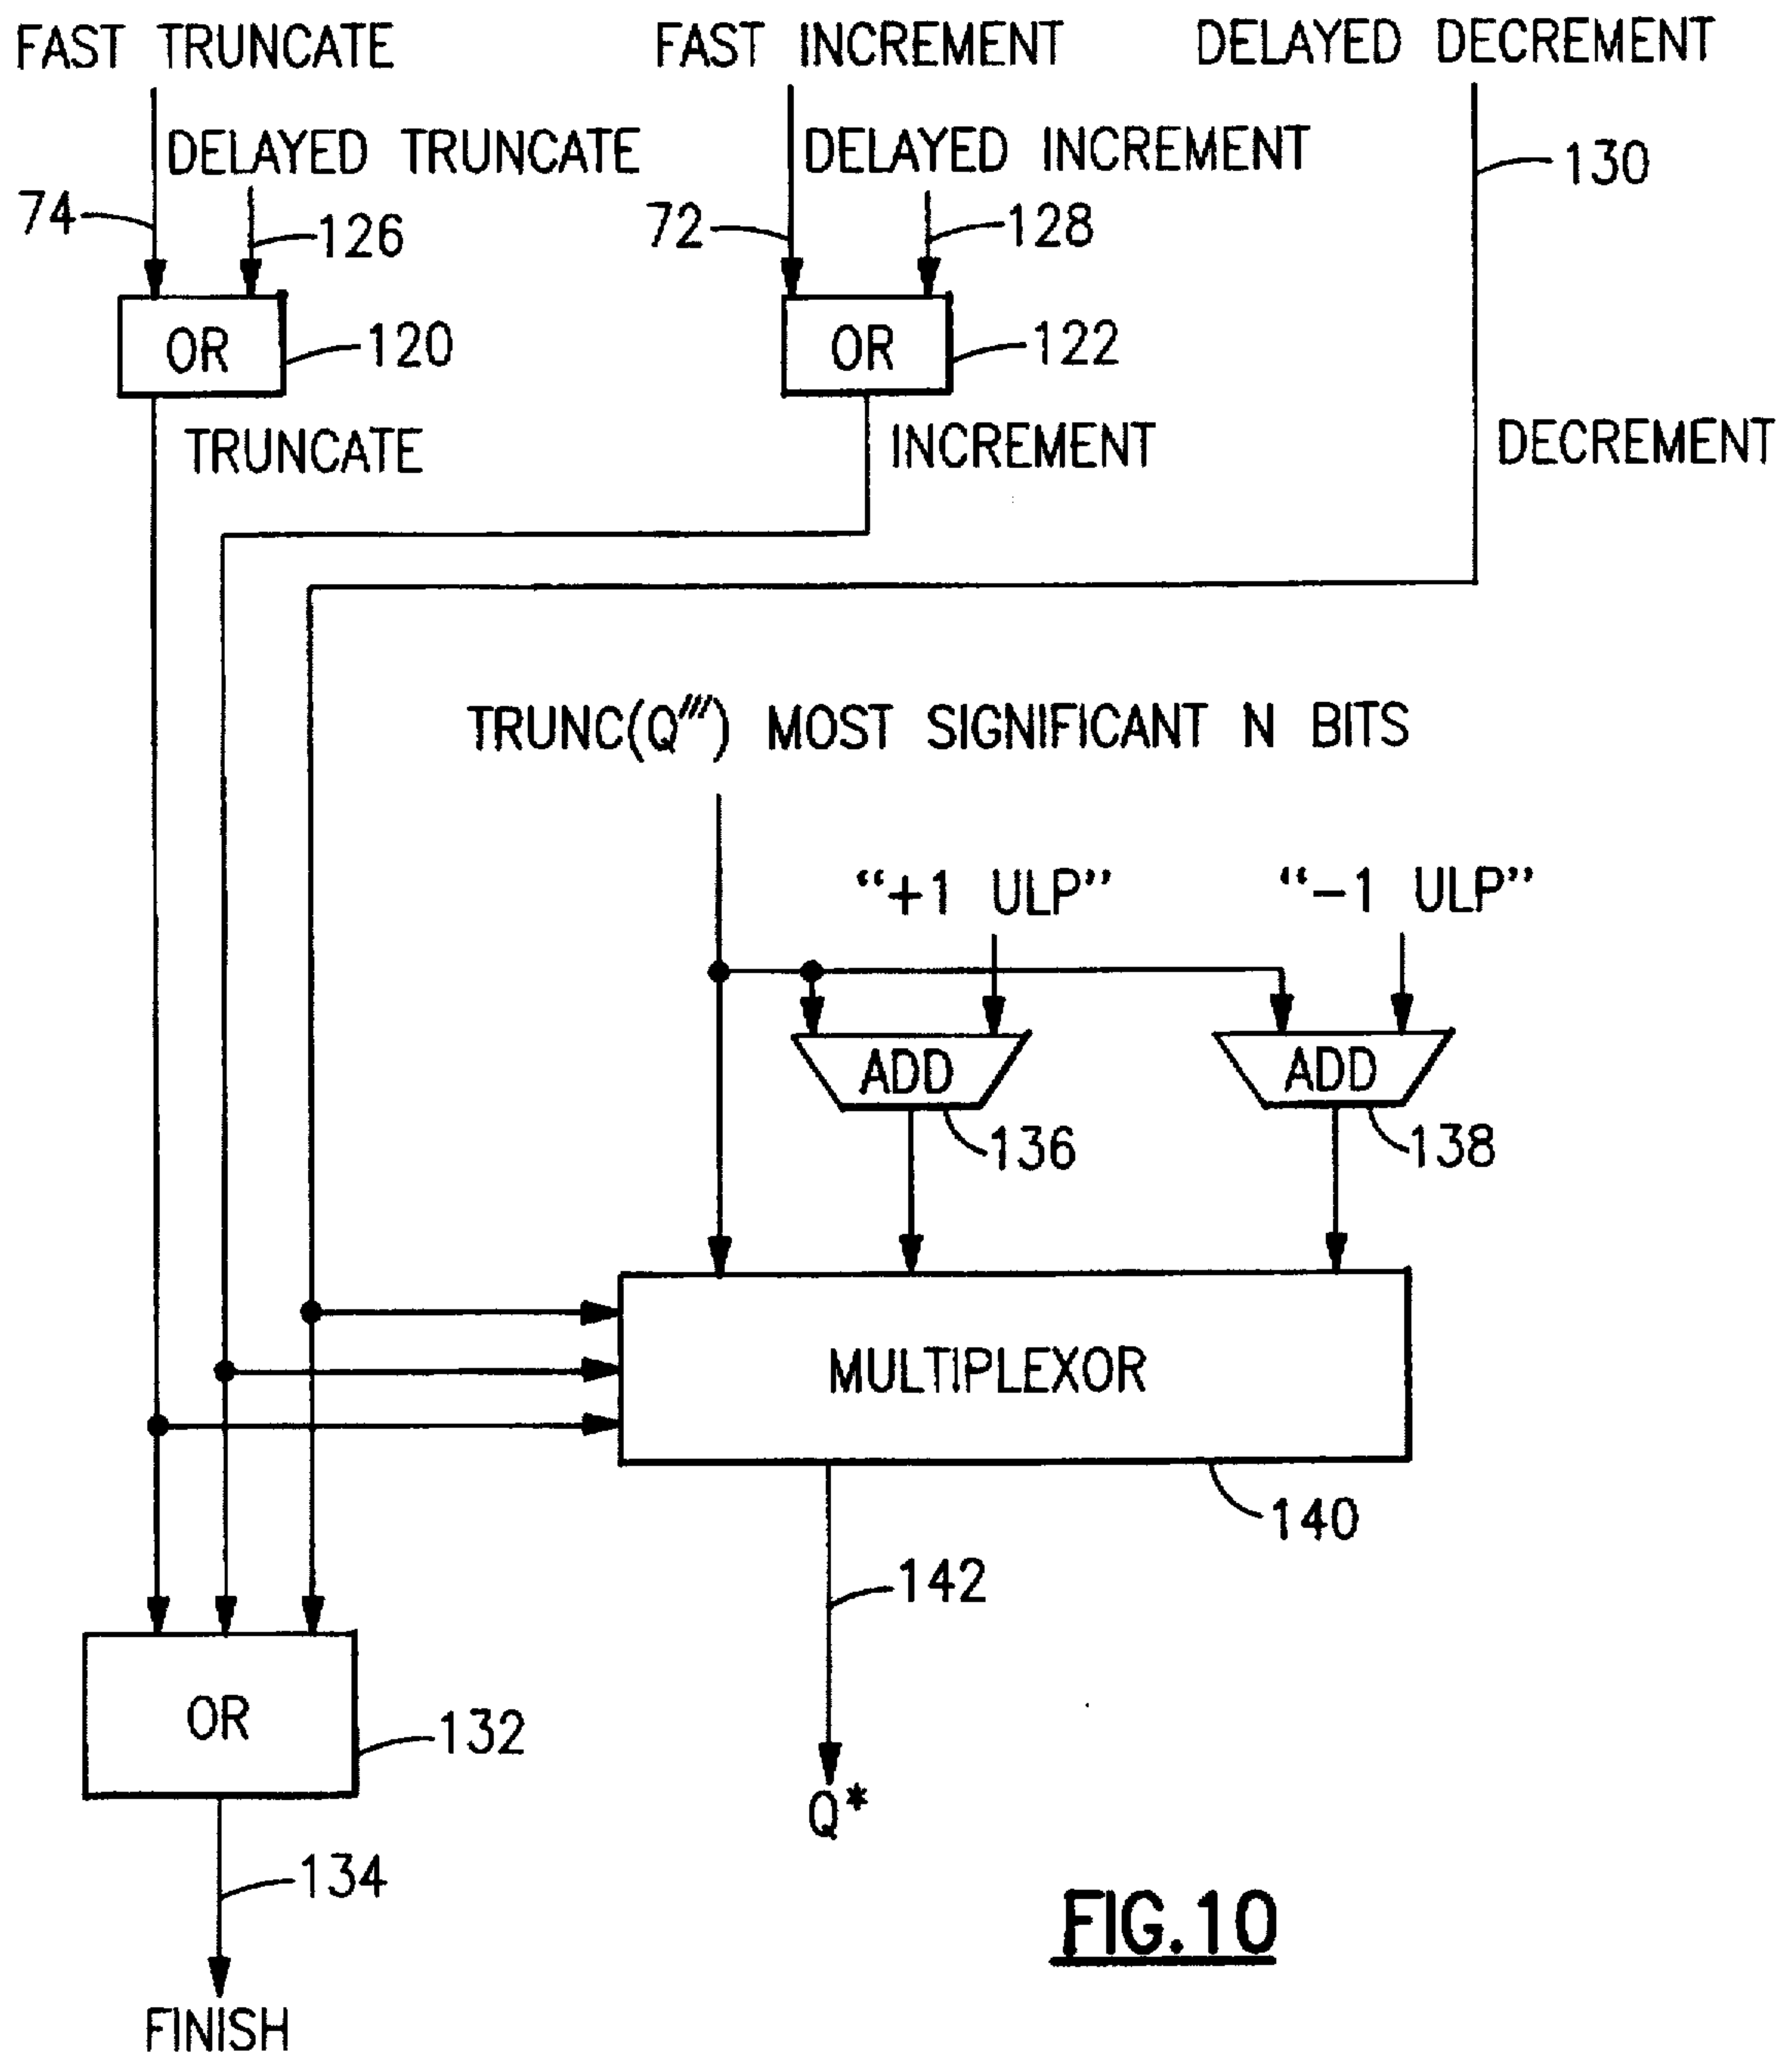 FAST TRUNCATE
FAST INCREMENT
DELAYED DECREMENT
DELAYED TRUNCATE
DELAYED INCREMENT
130
74
126
72
128
OR
120
OR
122
TRUNCATE
INCREMENT
DECREMENT
TRUNC(Q'''') MOST SIGNIFICANT N BITS
"+1 ULP"
"-1 ULP"
ADD
ADD
136
138
MULTIPLEXOR
140
142
OR
132
Q*
134
FIG.10
FINISH